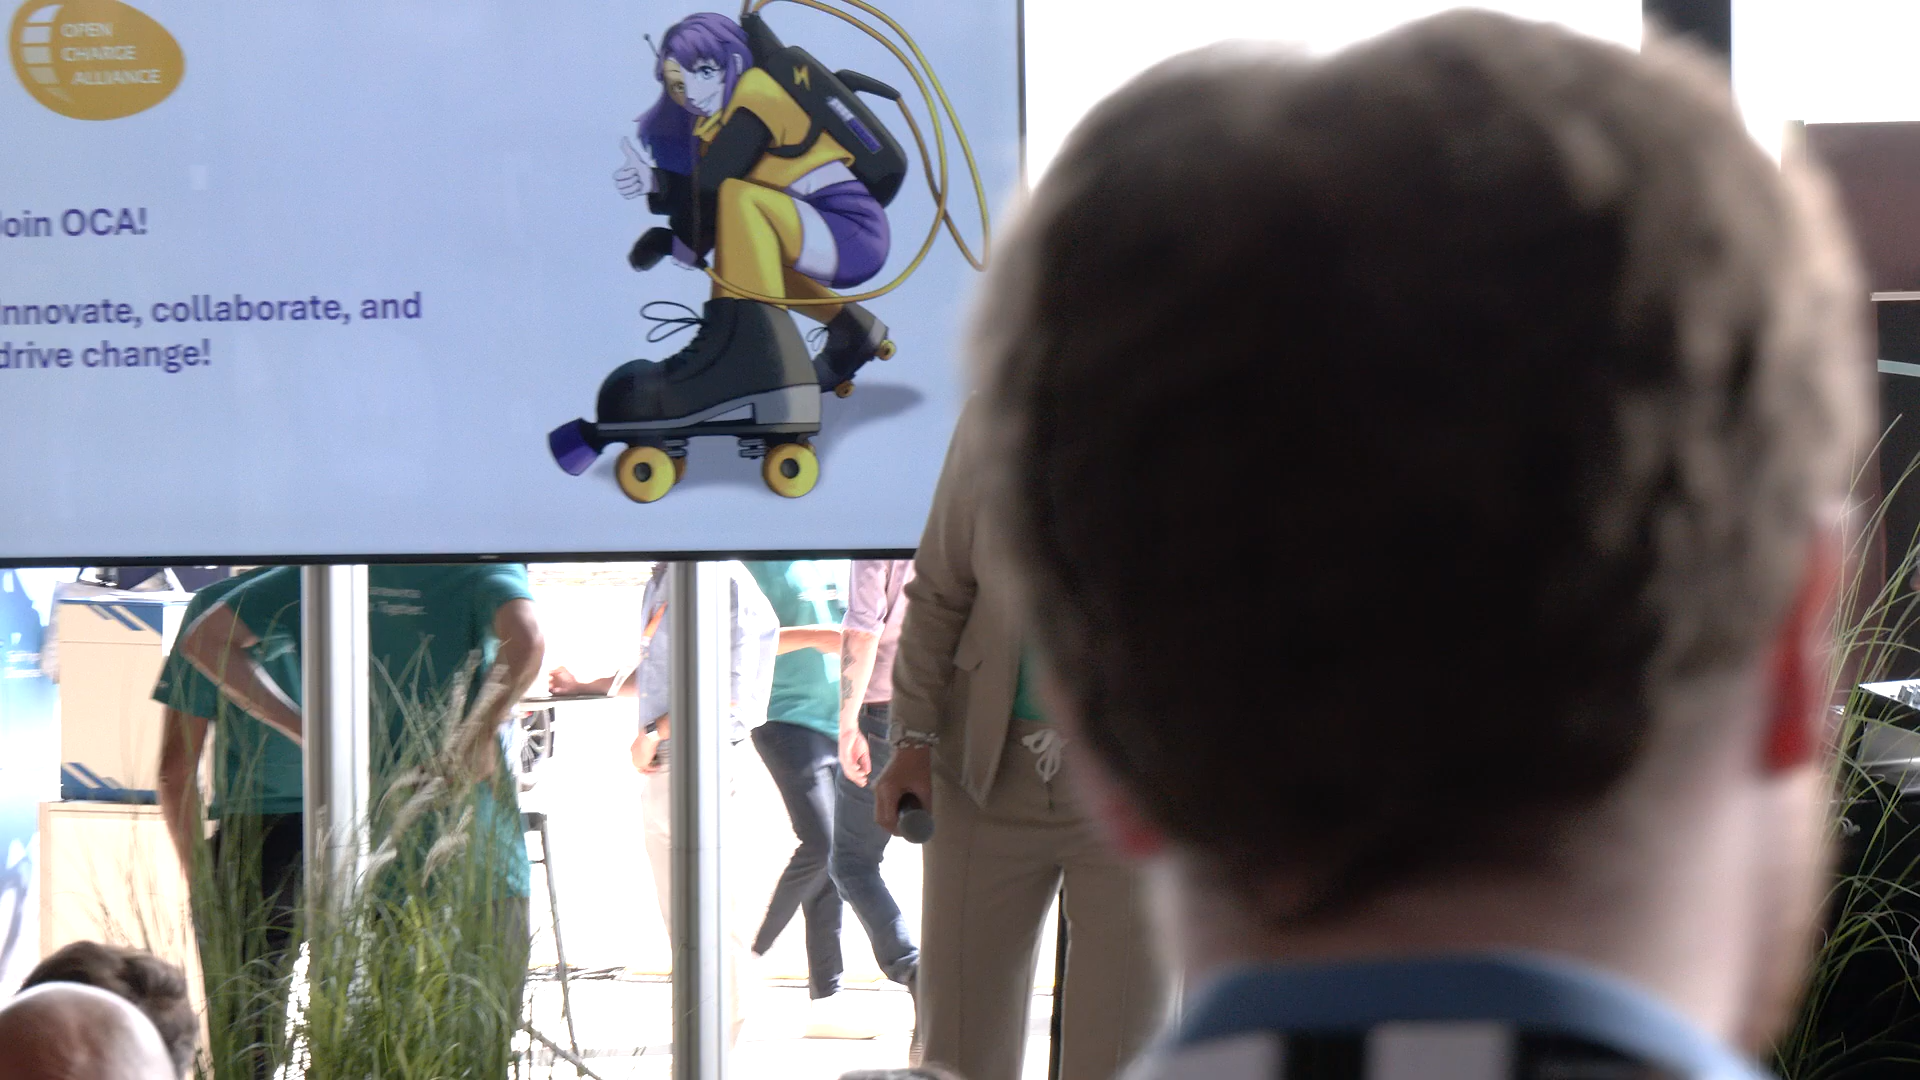 OPEN
CHARGE
ALLIANCE
Join OCA!
Innovate, collaborate, and
drive change!